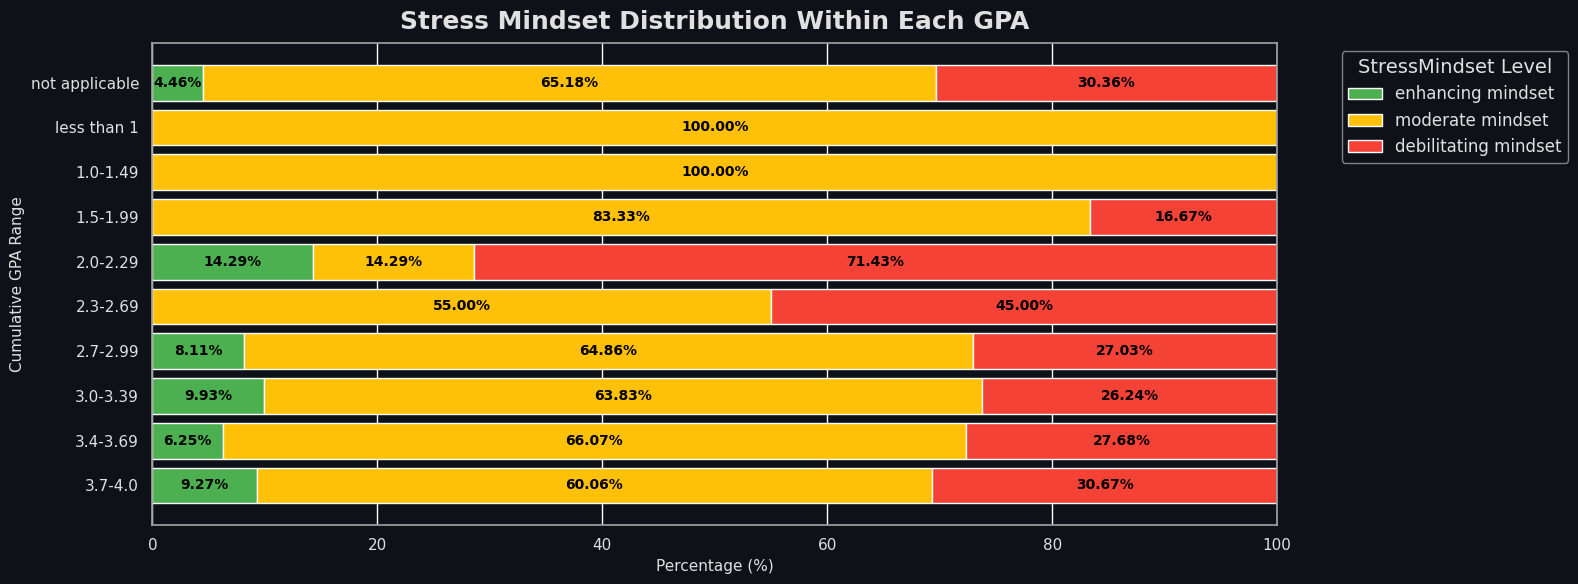 Stress Mindset Distribution Within Each GPA
StressMindset Level
enhancing mindset
moderate mindset
debilitating mindset
Cumulative GPA Range
not applicable 4.46% 65.18% 30.36%
less than 1 100.00%
1.0-1.49 100.00%
1.5-1.99 83.33% 16.67%
2.0-2.29 14.29% 14.29% 71.43%
2.3-2.69 55.00% 45.00%
2.7-2.99 8.11% 64.86% 27.03%
3.0-3.39 9.93% 63.83% 26.24%
3.4-3.69 6.25% 66.07% 27.68%
3.7-4.0 9.27% 60.06% 30.67%
0 20 40 60 80 100
Percentage (%)